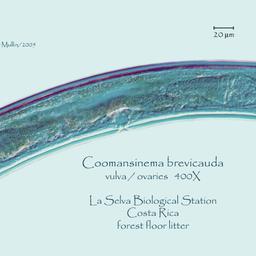 20 µm
Mullin/2005
Coomansinema brevicauda
vulva / ovaries 400X
La Selva Biological Station
Costa Rica
forest floor litter